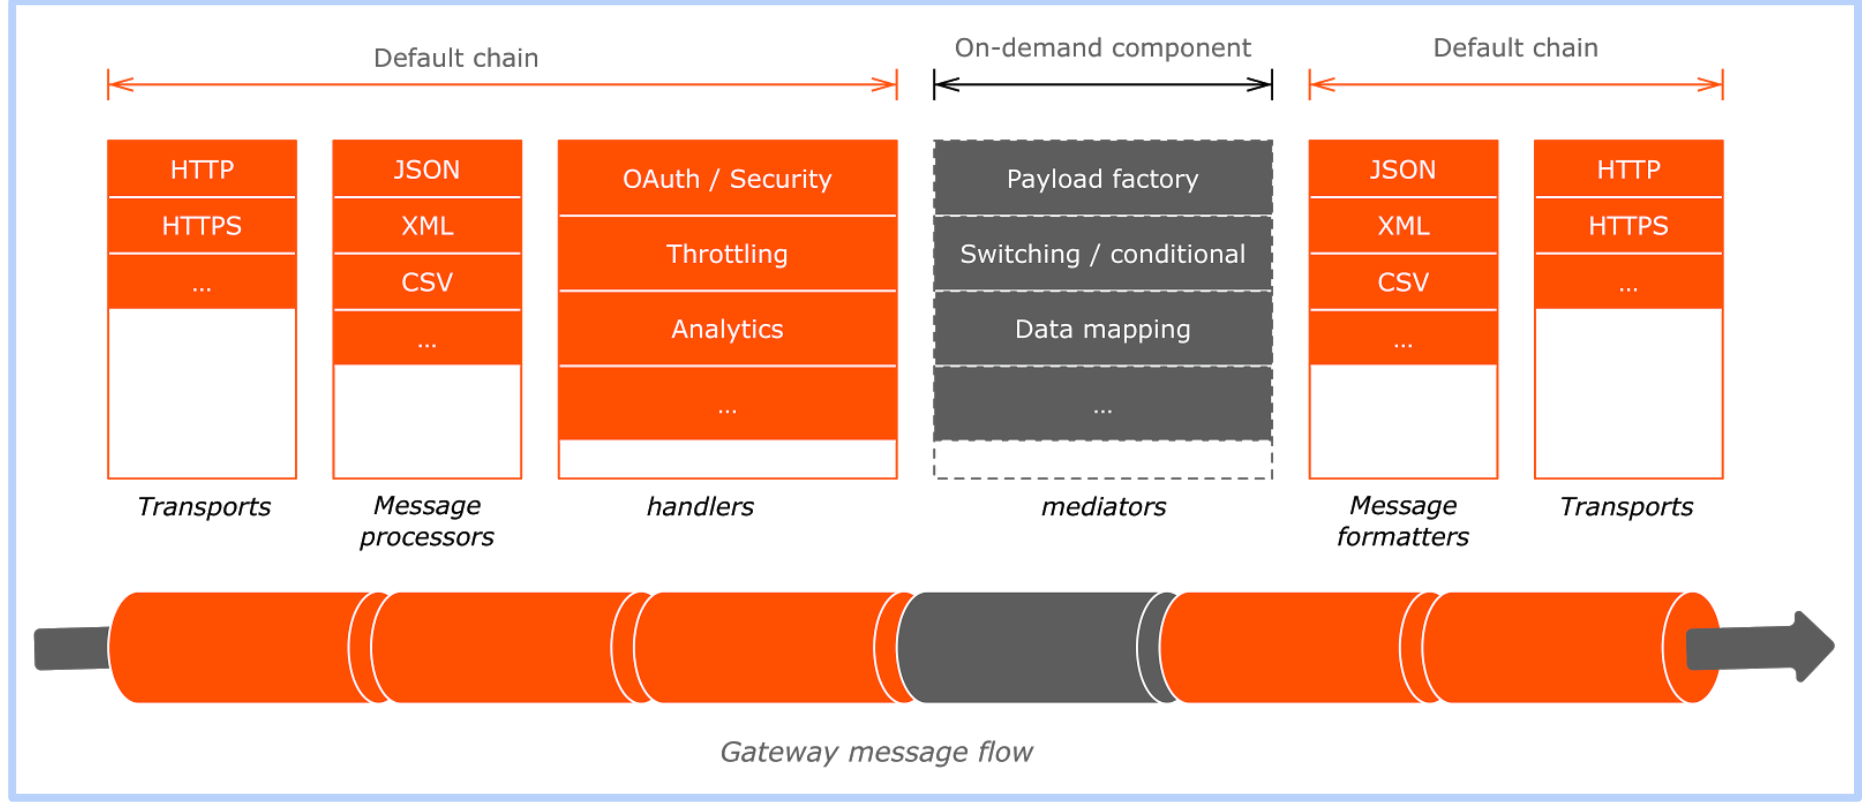 Default chain
On-demand component
Default chain
HTTP
HTTPS
...
Transports
JSON
XML
CSV
...
Message
processors
OAuth / Security
Throttling
Analytics
...
handlers
Payload factory
Switching / conditional
Data mapping
...
mediators
JSON
XML
CSV
...
Message
formatters
HTTP
HTTPS
...
Transports
Gateway message flow